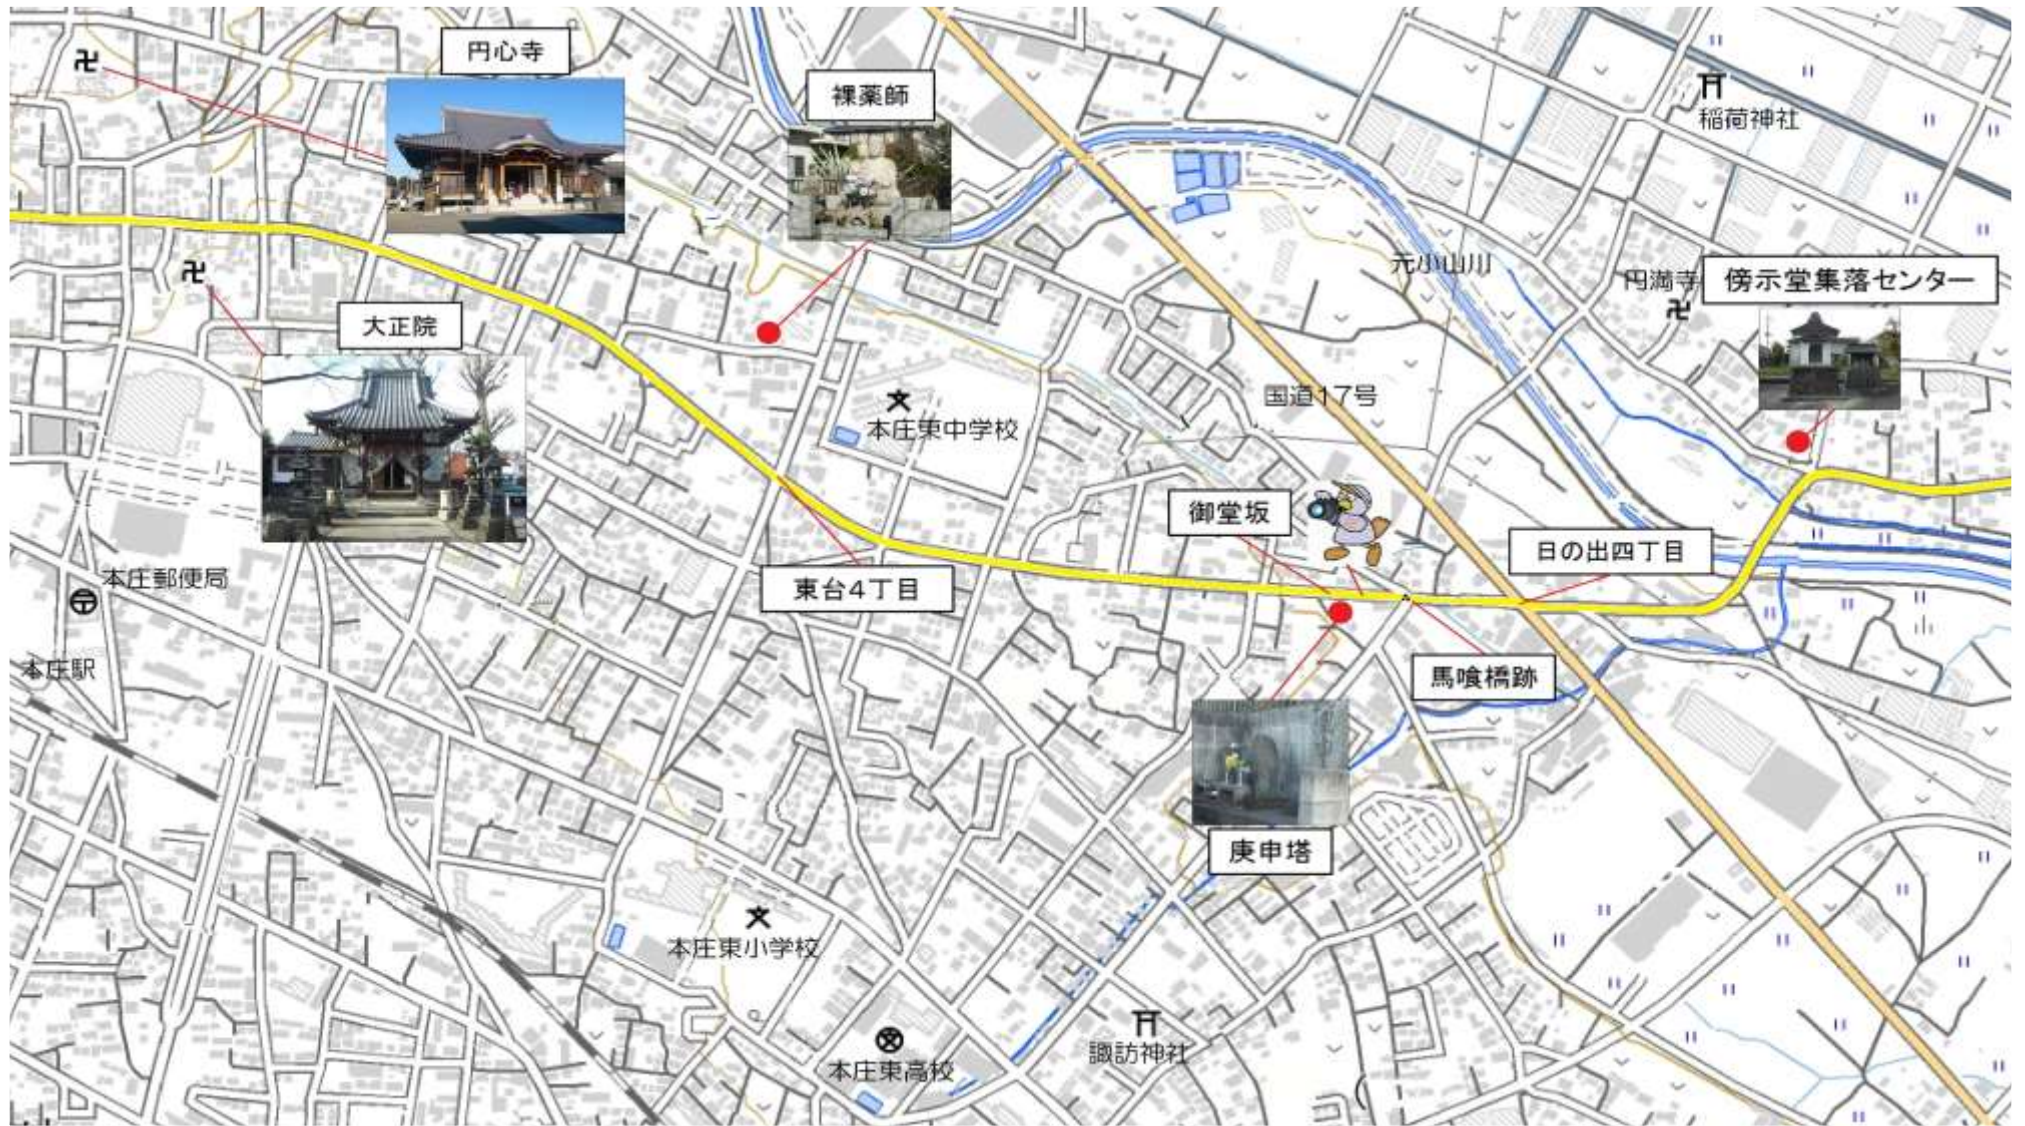 円心寺
裸薬師
稲荷神社
元小山川
円満寺
傍示堂集落センター
大正院
国道17号
本庄東中学校
御堂坂
日の出四丁目
本庄郵便局
東台4丁目
本庄駅
馬喰橋跡
庚申塔
本庄東小学校
諏訪神社
本庄東高校